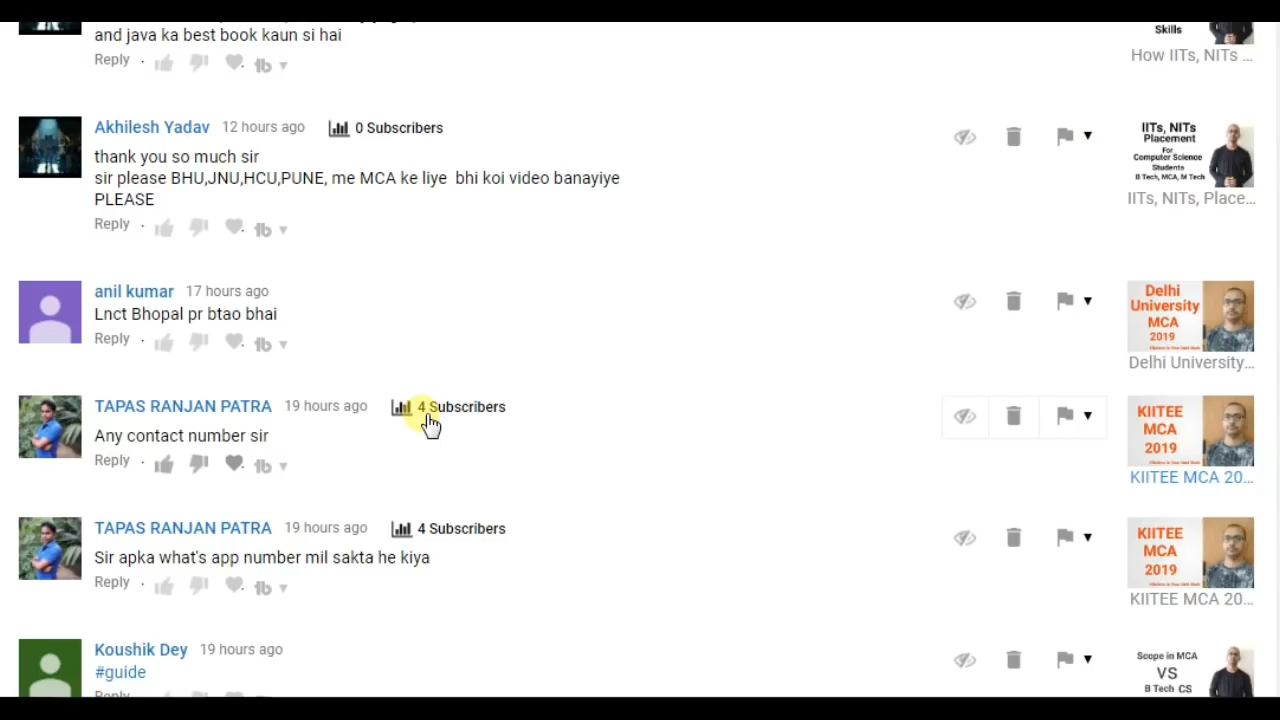 and java ka best book kaun si hai
Reply
Skills
How IITs, NITs ...
Akhilesh Yadav 12 hours ago 0 Subscribers
thank you so much sir
sir please BHU,JNU,HCU,PUNE, me MCA ke liye bhi koi video banayiye
PLEASE
Reply
IITs, NITs
Placement
For
Computer Science
Students
B Tech, MCA, M Tech
IITs, NITs, Place...
anil kumar 17 hours ago
Lnct Bhopal pr btao bhai
Reply
Delhi
University
MCA
2019
Delhi University...
TAPAS RANJAN PATRA 19 hours ago 4 Subscribers
Any contact number sir
Reply
KIITEE
MCA
2019
KIITEE MCA 20...
TAPAS RANJAN PATRA 19 hours ago 4 Subscribers
Sir apka what's app number mil sakta he kiya
Reply
KIITEE
MCA
2019
KIITEE MCA 20...
Koushik Dey 19 hours ago
#guide
Reply
Scope in MCA
VS
B Tech CS